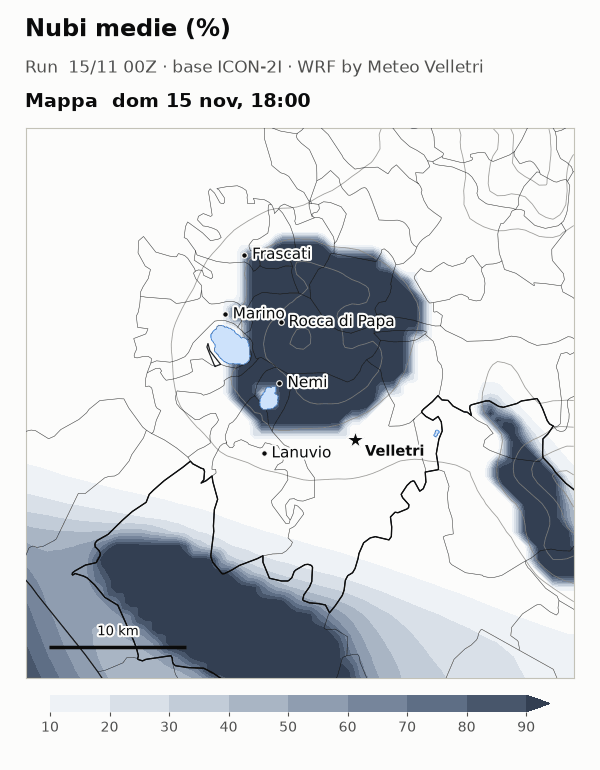 Nubi medie (%)
Run  15/11 00Z · base ICON-2I · WRF by Meteo Velletri
Mappa  dom 15 nov, 18:00
Frascati
Marino
Rocca di Papa
Nemi
Velletri
Lanuvio
10 km
10 20 30 40 50 60 70 80 90